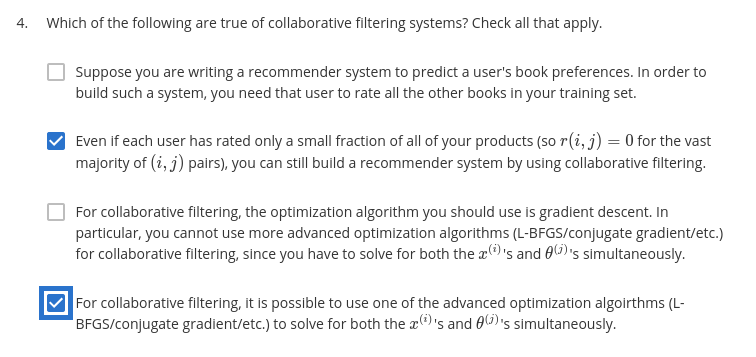 4. Which of the following are true of collaborative filtering systems? Check all that apply.
Suppose you are writing a recommender system to predict a user's book preferences. In order to
build such a system, you need that user to rate all the other books in your training set.
Even if each user has rated only a small fraction of all of your products (so r(i, j) = 0 for the vast
majority of (i, j) pairs), you can still build a recommender system by using collaborative filtering.
For collaborative filtering, the optimization algorithm you should use is gradient descent. In
particular, you cannot use more advanced optimization algorithms (L-BFGS/conjugate gradient/etc.)
for collaborative filtering, since you have to solve for both the x^(i)'s and θ^(j)'s simultaneously.
For collaborative filtering, it is possible to use one of the advanced optimization algoirthms (L-
BFGS/conjugate gradient/etc.) to solve for both the x^(i)'s and θ^(j)'s simultaneously.